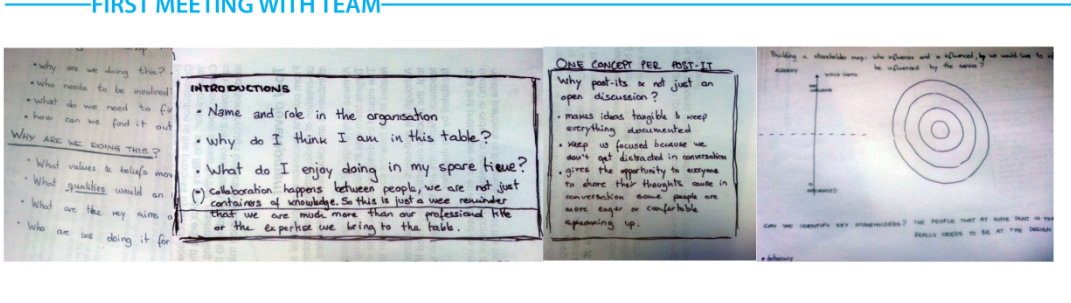 FIRST MEETING WITH TEAM
• why are we doing this?
• who needs to be involved
• what do we need to
• how can we find it out
WHY ARE WE DOING THIS?
• What values & beliefs
• What qualities would an
• What are the key aims
• Who are we doing it for
INTRODUCTIONS
• Name and role in the organisation
• why do I think I am in this table?
• What do I enjoy doing in my spare time?
(*) collaboration happens between people, we are not just
containers of knowledge. So this is just a wee reminder
that we are much more than our professional title
or the expertise we bring to the table.
ONE CONCEPT PER POST-IT
Why post-its & not just an
open discussion?
• makes ideas tangible & keep
everything documented
• keep us focused because we
don't get distracted in conversation
• gives the opportunity to everyone
to share their thoughts cause in
conversation some people are
more eager or comfortable
speaking up.
Building a stakeholder map: who influences and is influenced, by we would like to
be influenced by the service?
ALREADY
WOULD LIKE
INFLUENCED
CAN WE IDENTIFY KEY STAKEHOLDERS? THE PEOPLE THAT AT SOME POINT IN
REALLY NEEDS TO BE AT THE DESIGN
• delivery